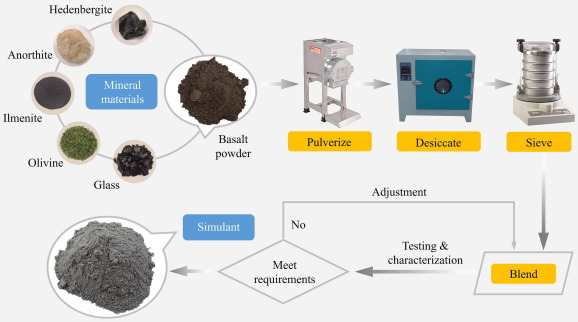 Hedenbergite
Anorthite
Mineral
materials
Ilmenite
Olivine
Glass
Basalt
powder
Pulverize
Desiccate
Sieve
Adjustment
Simulant
No
Testing &
characterization
Meet
requirements
Blend